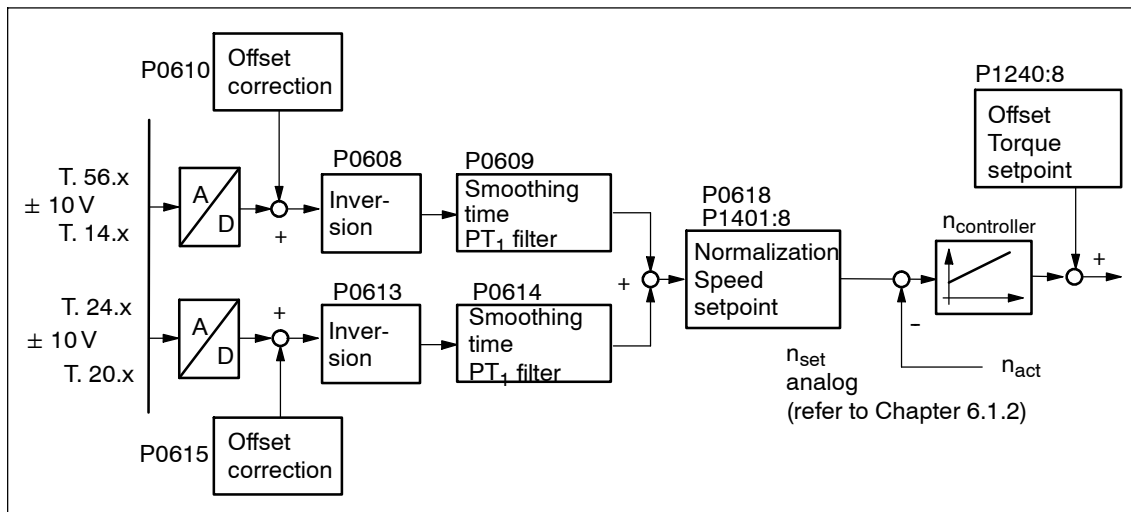 P0610
Offset
correction
P1240:8
Offset
Torque
setpoint
T. 56.x
± 10 V
T. 14.x
A
D
+
P0608
Inver-
sion
P0609
Smoothing
time
PT1 filter
P0618
P1401:8
Normalization
Speed
setpoint
ncontroller
+
+
−
nact
T. 24.x
± 10 V
T. 20.x
A
D
+
P0613
Inver-
sion
P0614
Smoothing
time
PT1 filter
nset
analog
(refer to Chapter 6.1.2)
P0615
Offset
correction